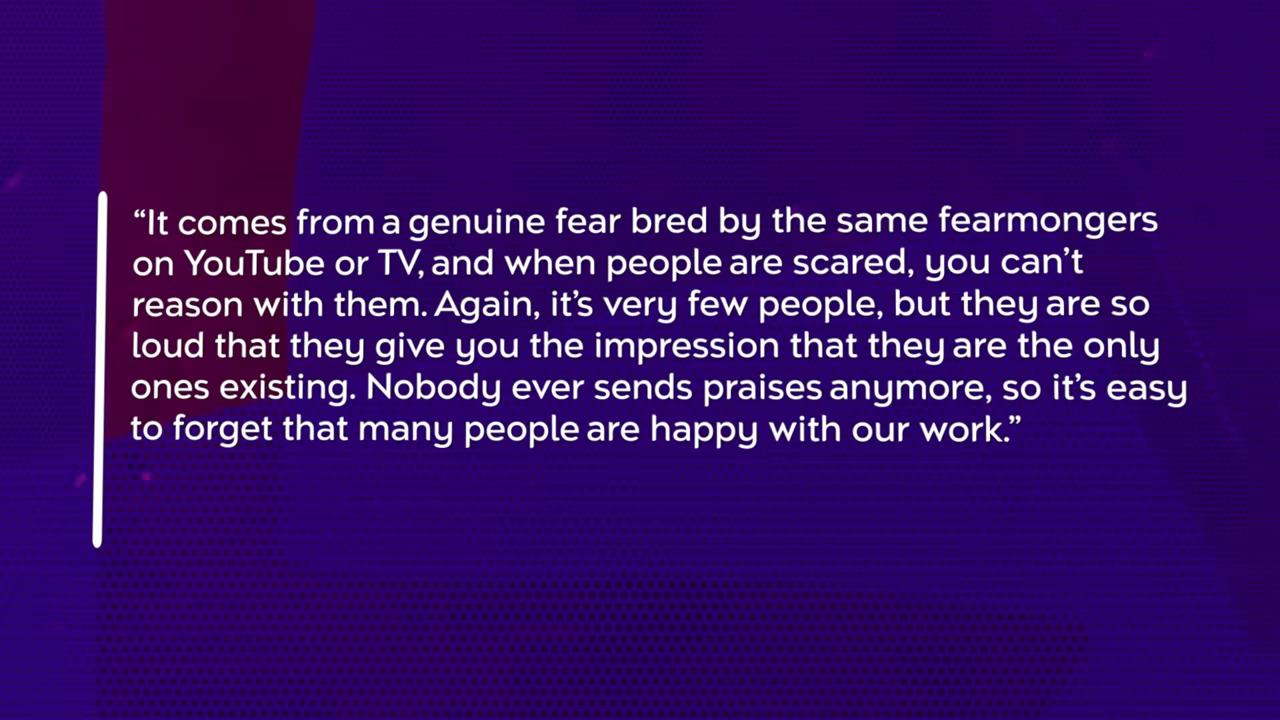 “It comes from a genuine fear bred by the same fearmongers
on YouTube or TV, and when people are scared, you can’t
reason with them. Again, it’s very few people, but they are so
loud that they give you the impression that they are the only
ones existing. Nobody ever sends praises anymore, so it’s easy
to forget that many people are happy with our work.”